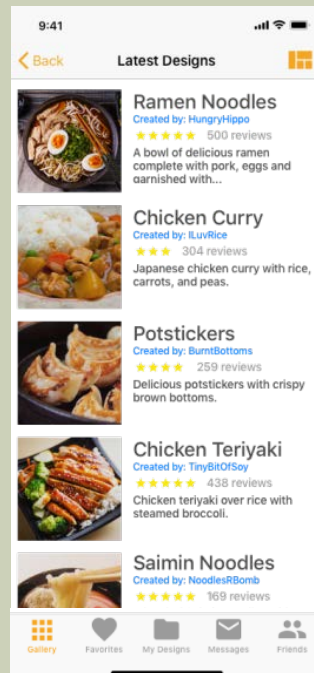 9:41
Back
Latest Designs
Ramen Noodles
Created by: HungryHippo
500 reviews
A bowl of delicious ramen
complete with pork, eggs and
garnished with...
Chicken Curry
Created by: ILuvRice
304 reviews
Japanese chicken curry with rice,
carrots, and peas.
Potstickers
Created by: BurntBottoms
259 reviews
Delicious potstickers with crispy
brown bottoms.
Chicken Teriyaki
Created by: TinyBitOfSoy
438 reviews
Chicken teriyaki over rice with
steamed broccoli.
Saimin Noodles
Created by: NoodlesRBomb
169 reviews
Gallery Favorites My Designs Messages Friends